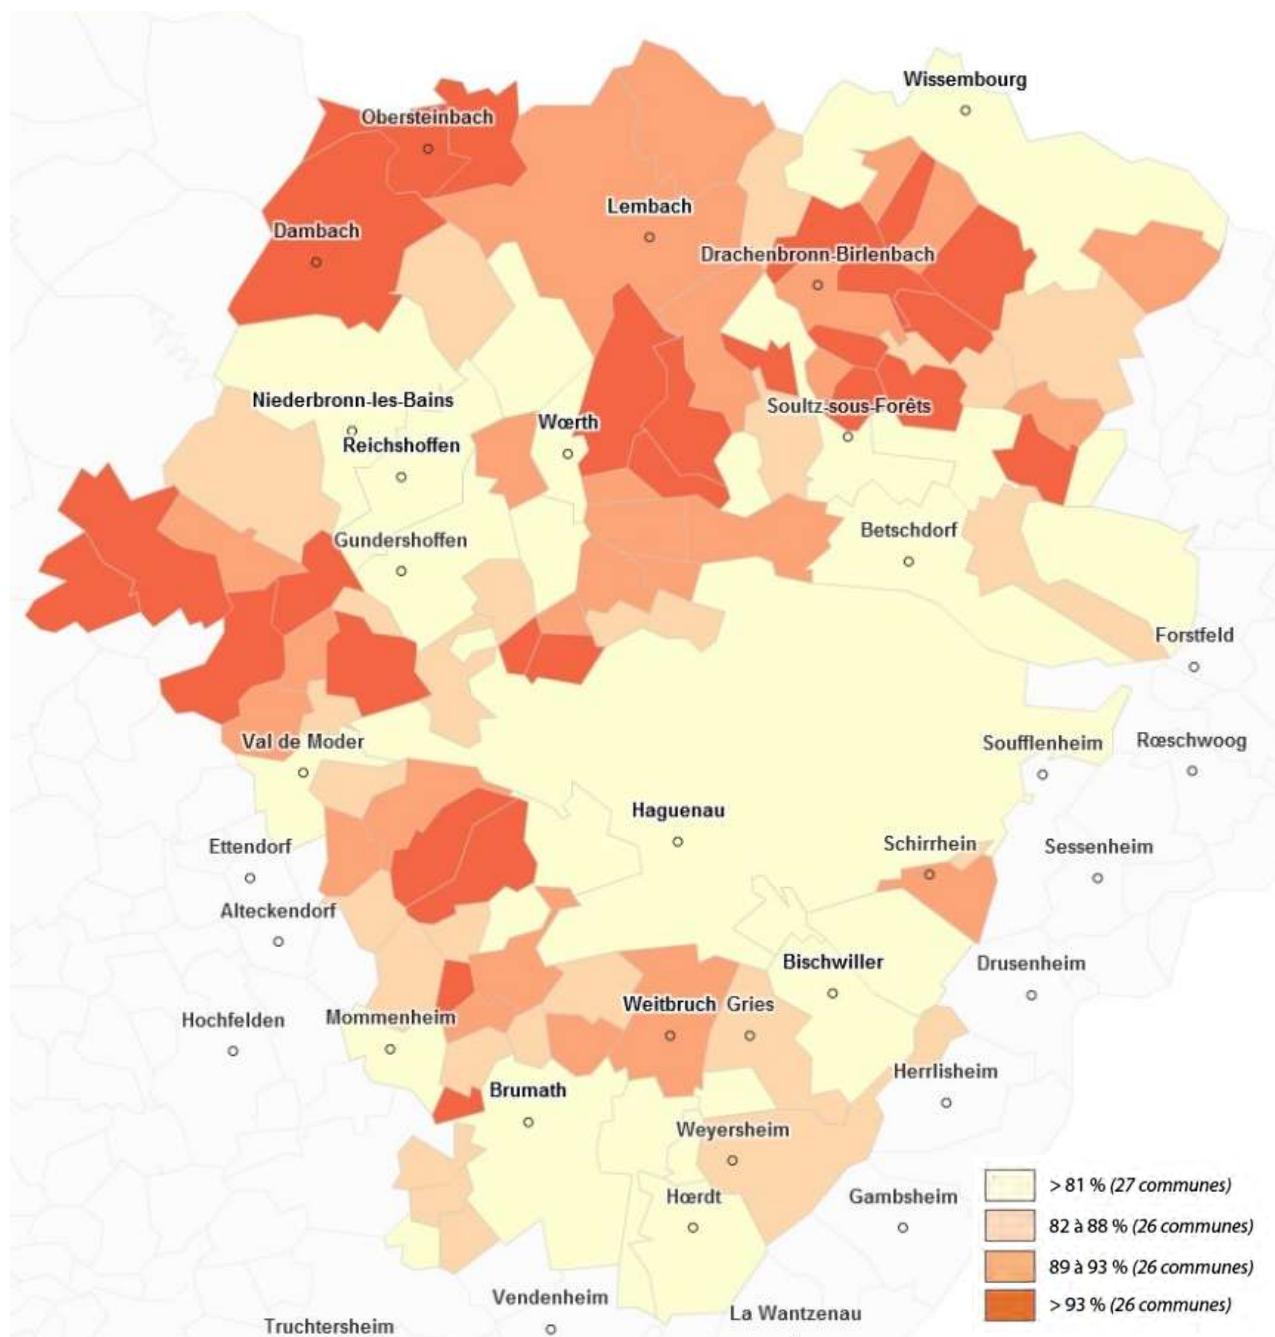 Wissembourg
Obersteinbach
Lembach
Dambach
Drachenbronn-Birlenbach
Niederbronn-les-Bains
Soultz-sous-Forêts
Wœrth
Reichshoffen
Betschdorf
Gundershoffen
Forstfeld
Val de Moder
Soufflenheim
Rœschwoog
Haguenau
Ettendorf
Schirrhein
Sessenheim
Alteckendorf
Bischwiller
Drusenheim
Weitbruch
Gries
Hochfelden
Mommenheim
Herrlisheim
Brumath
Weyersheim
> 81 % (27 communes)
Hœrdt
Gambsheim
82 à 88 % (26 communes)
89 à 93 % (26 communes)
Vendenheim
> 93 % (26 communes)
La Wantzenau
Truchtersheim